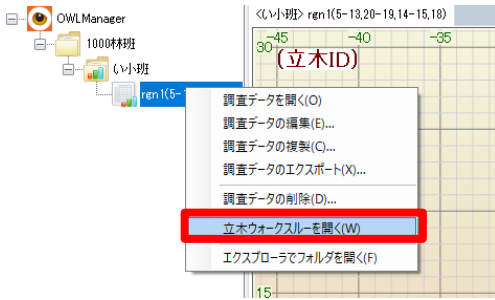 OWLManager
1000林班
(い小班)
rgn1(5-1
<(い小班)> rgn1(5-13,20-19,14-15,18)
-45 -40 -35
30
(立木ID)
調査データを開く(O)
調査データの編集(E)...
調査データの複製(C)...
調査データのエクスポート(X)...
調査データの削除(D)...
立木ウォークスルーを開く(W)
エクスプローラでフォルダを開く(F)
15